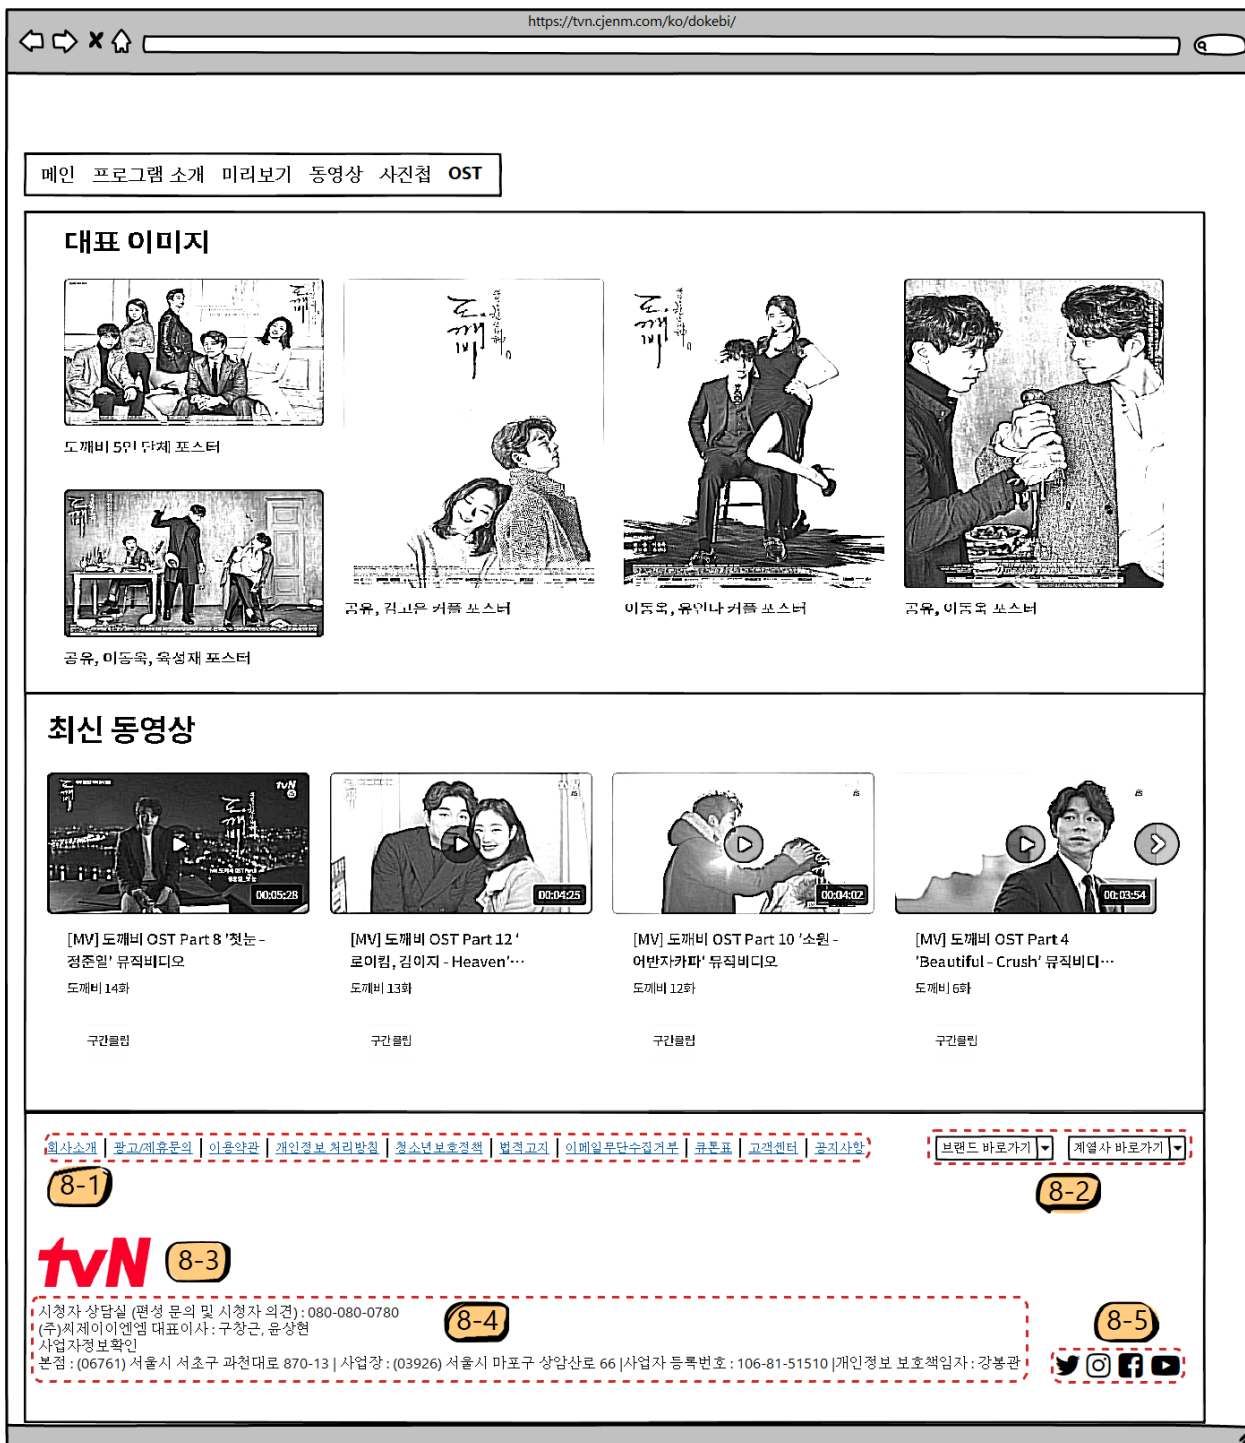 https://tvn.cjenm.com/ko/dokebi/
메인 프로그램 소개 미리보기 동영상 사진첩 OST
대표 이미지
도깨비 5인 단체 포스터
공유, 김고은 커플 포스터
이동욱, 유인나 커플 포스터
공유, 이동욱 포스터
공유, 이동욱, 육성재 포스터
최신 동영상
tvN
00:05:28
00:04:25
00:04:02
00:03:54
[MV] 도깨비 OST Part 8 '첫눈 -
정준일' 뮤직비디오
도깨비 14화
구간클립
[MV] 도깨비 OST Part 12 '
로이킴, 김이지 - Heaven'…
도깨비 13화
구간클립
[MV] 도깨비 OST Part 10 '소원 -
어반자카파' 뮤직비디오
도깨비 12화
구간클립
[MV] 도깨비 OST Part 4
'Beautiful - Crush' 뮤직비디…
도깨비 6화
구간클립
회사소개 | 광고/제휴문의 | 이용약관 | 개인정보 처리방침 | 청소년보호정책 | 법적고지 | 이메일무단수집거부 | 큐톤표 | 고객센터 | 공지사항
브랜드 바로가기 계열사 바로가기
8-1
8-2
tvN
8-3
시청자 상담실 (편성 문의 및 시청자 의견) : 080-080-0780
(주)씨제이이엔엠 대표이사 : 구창근, 윤상현
사업자정보확인
본점 : (06761) 서울시 서초구 과천대로 870-13 | 사업장 : (03926) 서울시 마포구 상암산로 66 |사업자 등록번호 : 106-81-51510 |개인정보 보호책임자 : 강봉관
8-4
8-5